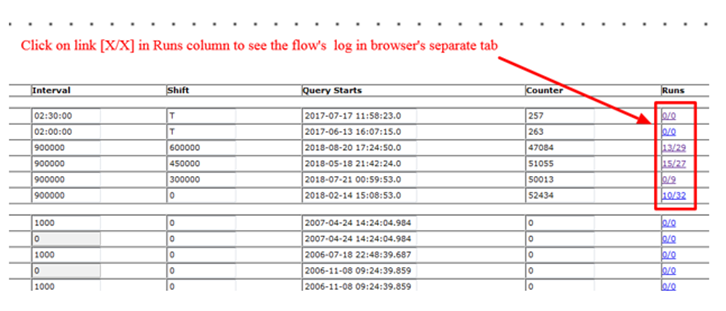 Click on link [X/X] in Runs column to see the flow's log in browser's separate tab
Interval Shift Query Starts Counter Runs
02:30:00 T 2017-07-17 11:58:23.0 257 0/0
02:00:00 T 2017-06-13 16:07:15.0 263 0/0
900000 600000 2018-08-20 17:24:50.0 47084 13/29
900000 450000 2018-05-18 21:42:24.0 51055 15/27
900000 300000 2018-07-21 00:59:53.0 50013 0/9
900000 0 2018-02-14 15:08:53.0 52434 10/32
1000 0 2007-04-24 14:24:04.984 0 0/0
0 0 2007-04-24 14:24:04.984 0 0/0
1000 0 2006-07-18 22:48:39.687 0 0/0
0 0 2006-11-08 09:24:39.859 0 0/0
1000 0 2006-11-08 09:24:39.859 0 0/0